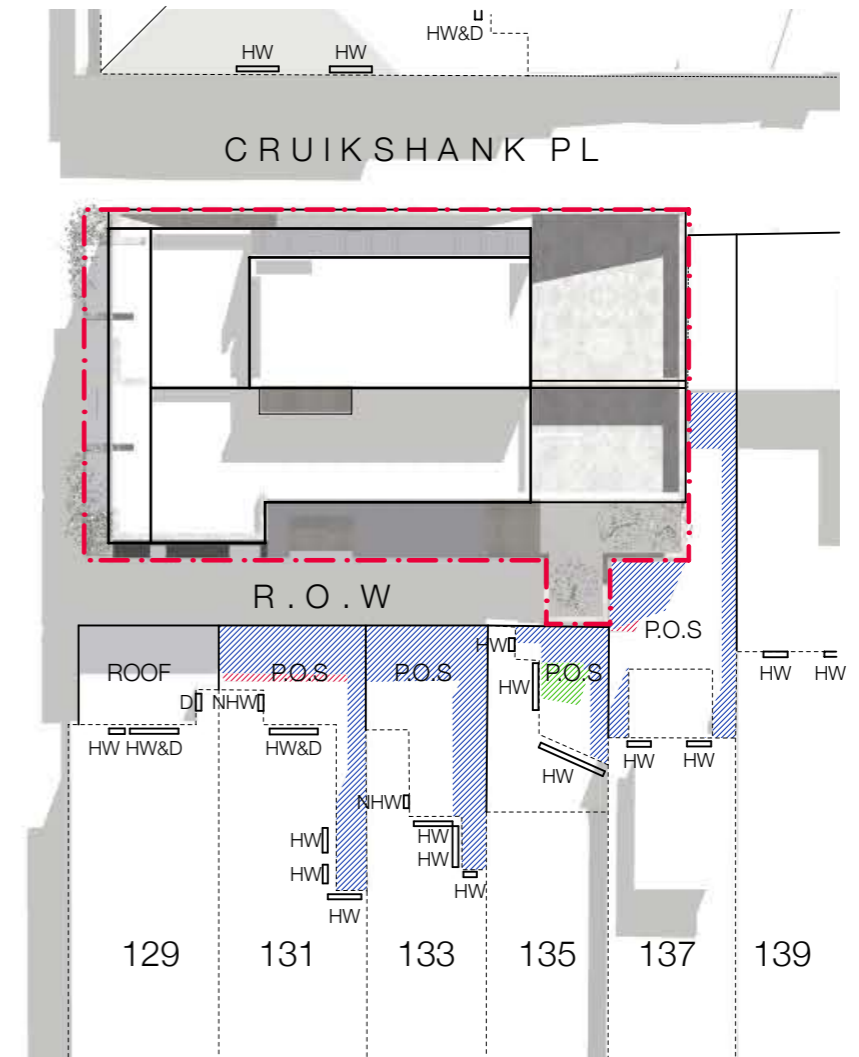 HW&D
HW HW
CRUIKSHANK PL
R.O.W
P.O.S
HW
ROOF P.O.S P.O.S P.O.S
HW HW
HW
D NHW
HW HW&D HW&D
HW HW HW
NHW
HW HW
HW
HW
HW
HW
129 131 133 135 137 139